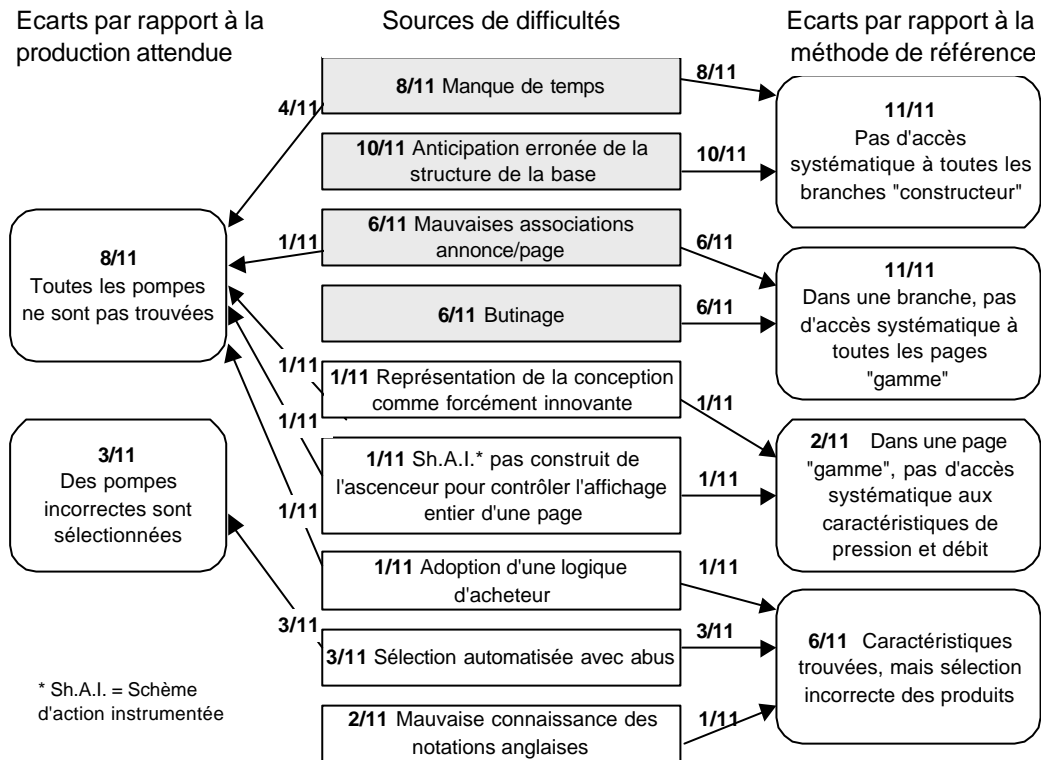 Ecarts par rapport à la
production attendue
Sources de difficultés
Ecarts par rapport à la
méthode de référence
8/11
Toutes les pompes
ne sont pas trouvées
3/11
Des pompes
incorrectes sont
sélectionnées
* Sh.A.I. = Schème
d'action instrumentée
4/11
1/11
1/11
1/11
1/11
3/11
8/11 Manque de temps
10/11 Anticipation erronée de la
structure de la base
6/11 Mauvaises associations
annonce/page
6/11 Butinage
1/11 Représentation de la conception
comme forcément innovante
1/11 Sh.A.I.* pas construit de
l'ascenceur pour contrôler l'affichage
entier d'une page
1/11 Adoption d'une logique
d'acheteur
3/11 Sélection automatisée avec abus
2/11 Mauvaise connaissance des
notations anglaises
8/11
10/11
6/11
6/11
1/11
1/11
1/11
3/11
1/11
11/11
Pas d'accès
systématique à toutes les
branches "constructeur"
11/11
Dans une branche, pas
d'accès systématique à
toutes les pages
"gamme"
2/11 Dans une page
"gamme", pas d'accès
systématique aux
caractéristiques de
pression et débit
6/11 Caractéristiques
trouvées, mais sélection
incorrecte des produits